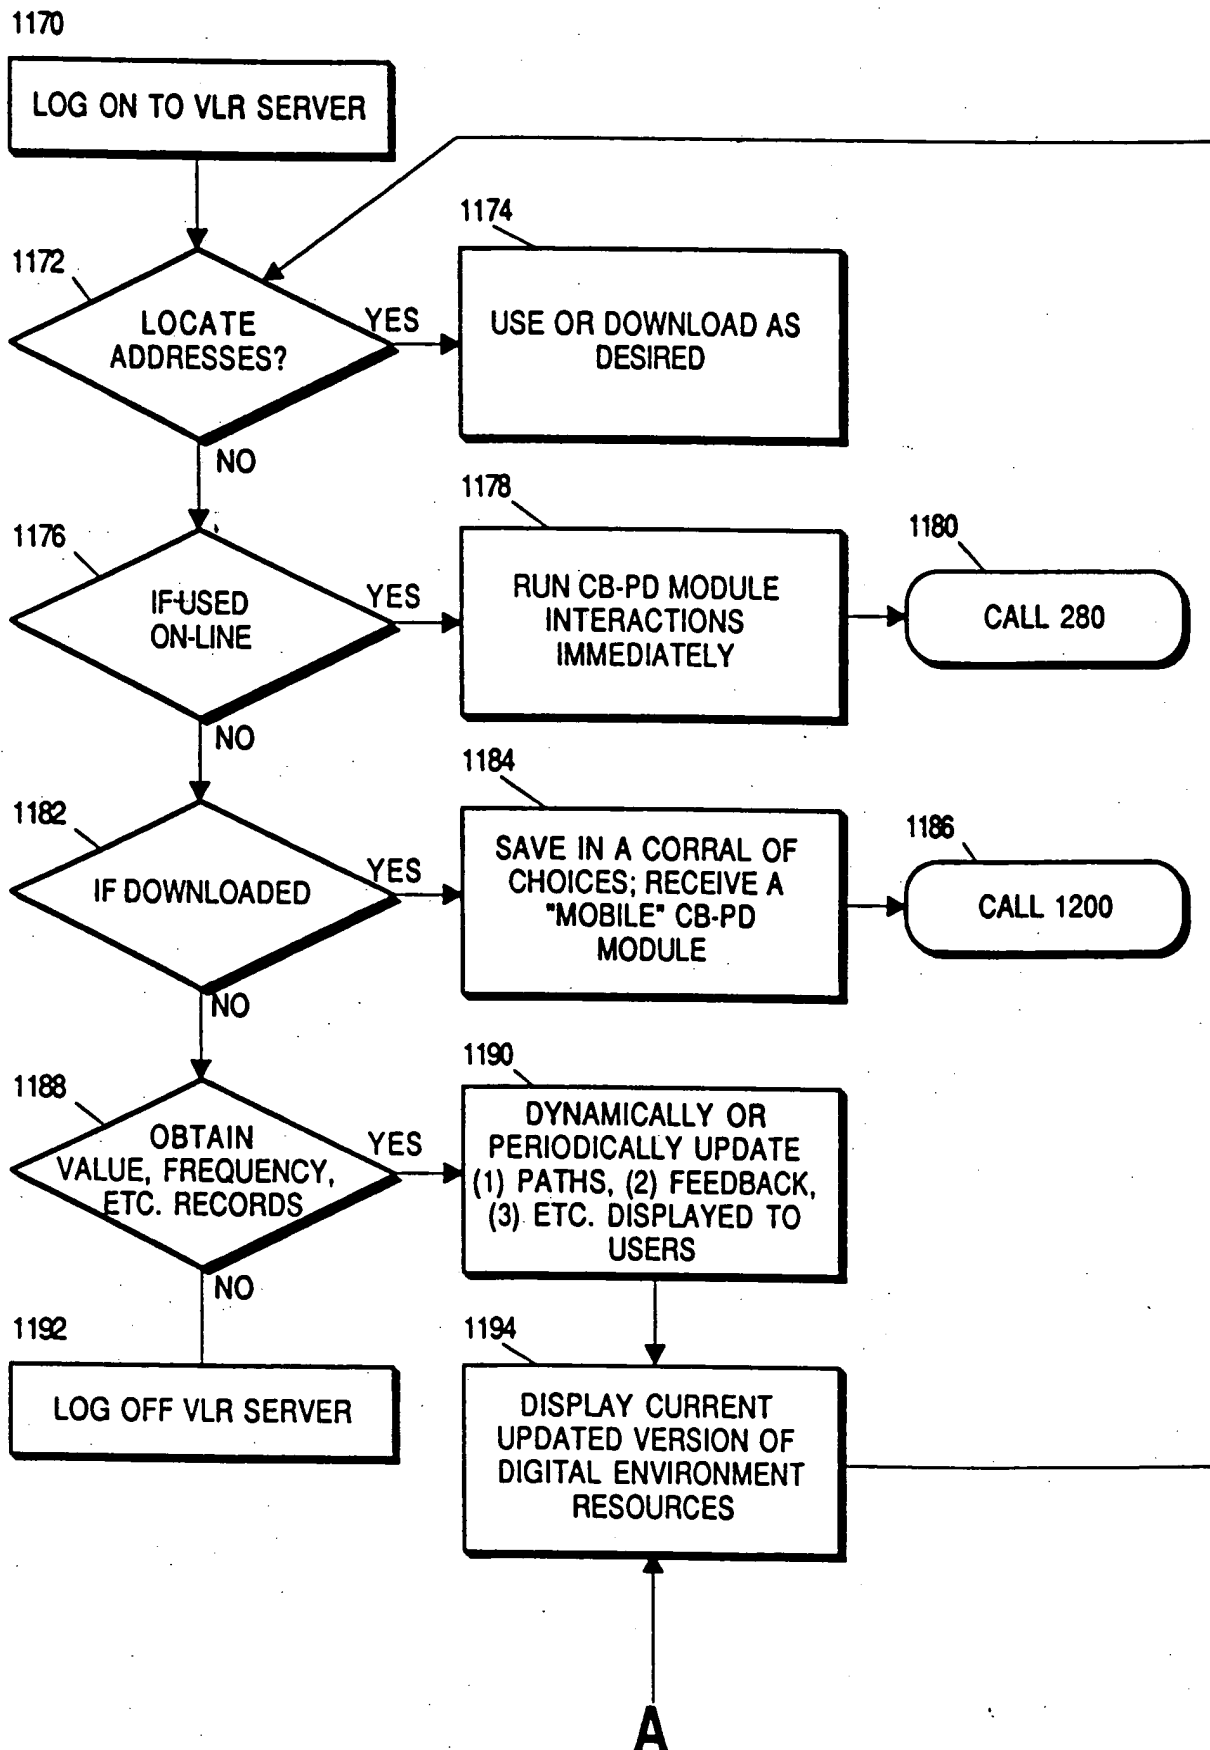 1170
LOG ON TO VLR SERVER
1172
LOCATE
ADDRESSES?
YES
NO
1174
USE OR DOWNLOAD AS
DESIRED
1176
IF USED
ON-LINE
YES
NO
1178
RUN CB-PD MODULE
INTERACTIONS
IMMEDIATELY
1180
CALL 280
1182
IF DOWNLOADED
YES
NO
1184
SAVE IN A CORRAL OF
CHOICES; RECEIVE A
"MOBILE" CB-PD
MODULE
1186
CALL 1200
1188
OBTAIN
VALUE, FREQUENCY,
ETC. RECORDS
YES
NO
1190
DYNAMICALLY OR
PERIODICALLY UPDATE
(1) PATHS, (2) FEEDBACK,
(3) ETC. DISPLAYED TO
USERS
1192
LOG OFF VLR SERVER
1194
DISPLAY CURRENT
UPDATED VERSION OF
DIGITAL ENVIRONMENT
RESOURCES
A